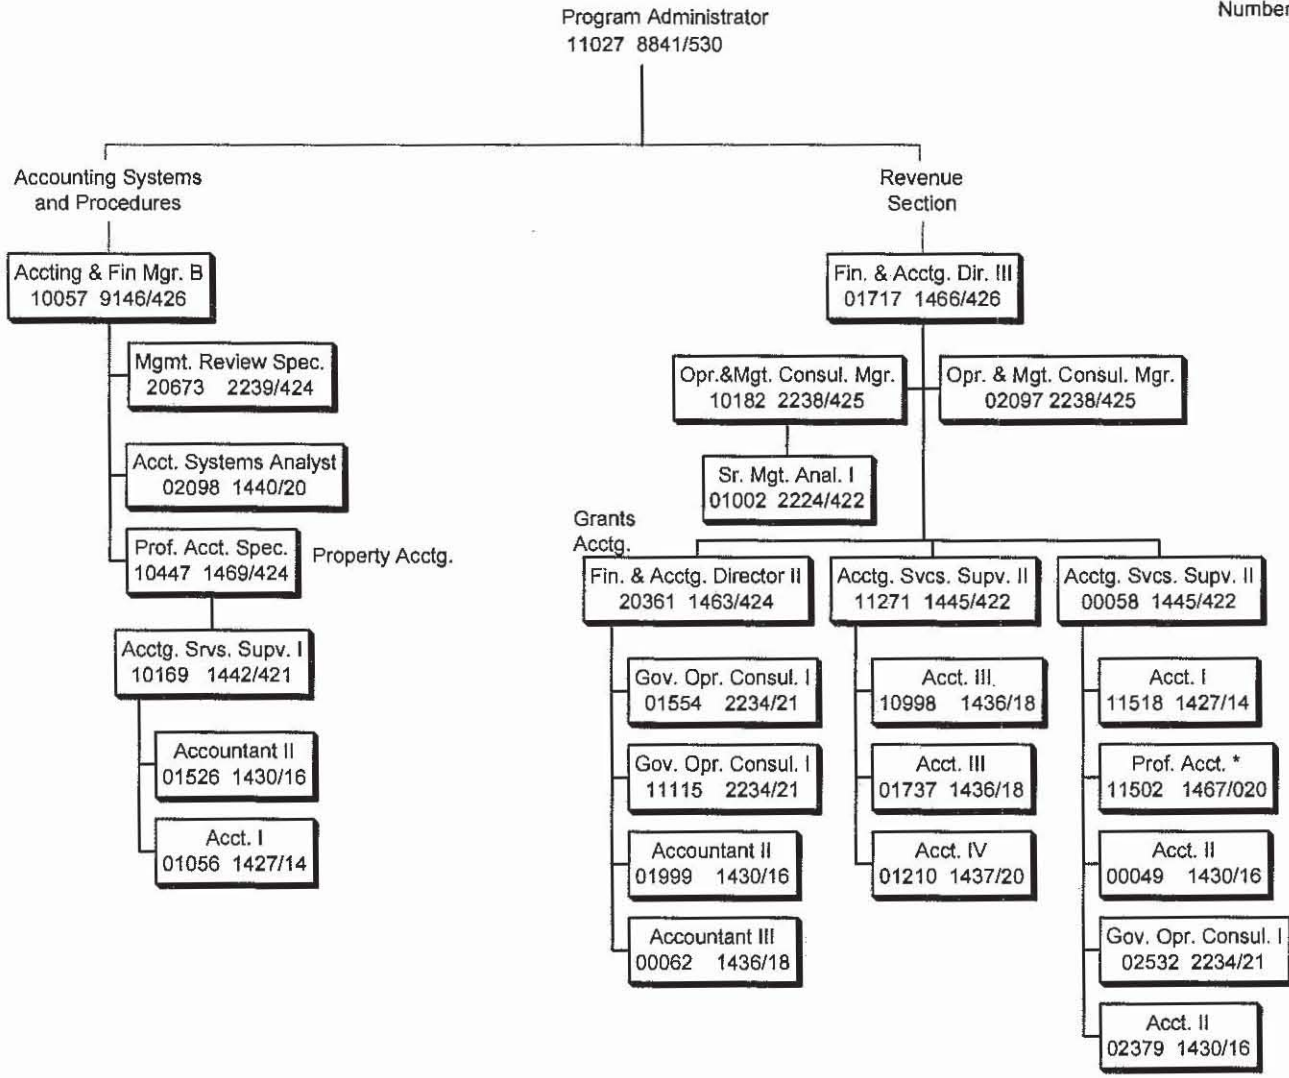 Number
Program Administrator
11027 8841/530
Accounting Systems
and Procedures
Revenue
Section
Accting & Fin Mgr. B
10057 9146/426
Mgmt. Review Spec.
20673 2239/424
Acct. Systems Analyst
02098 1440/20
Prof. Acct. Spec.
10447 1469/424
Property Acctg.
Acctg. Srvs. Supv. I
10169 1442/421
Accountant II
01526 1430/16
Acct. I
01056 1427/14
Fin. & Acctg. Dir. III
01717 1466/426
Opr.&Mgt. Consul. Mgr.
10182 2238/425
Opr. & Mgt. Consul. Mgr.
02097 2238/425
Sr. Mgt. Anal. I
01002 2224/422
Grants
Acctg.
Fin. & Acctg. Director II
20361 1463/424
Gov. Opr. Consul. I
01554 2234/21
Gov. Opr. Consul. I
11115 2234/21
Accountant II
01999 1430/16
Accountant III
00062 1436/18
Acctg. Svcs. Supv. II
11271 1445/422
Acct. III
10998 1436/18
Acct. III
01737 1436/18
Acct. IV
01210 1437/20
Acctg. Svcs. Supv. II
00058 1445/422
Acct. I
11518 1427/14
Prof. Acct. *
11502 1467/020
Acct. II
00049 1430/16
Gov. Opr. Consul. I
02532 2234/21
Acct. II
02379 1430/16